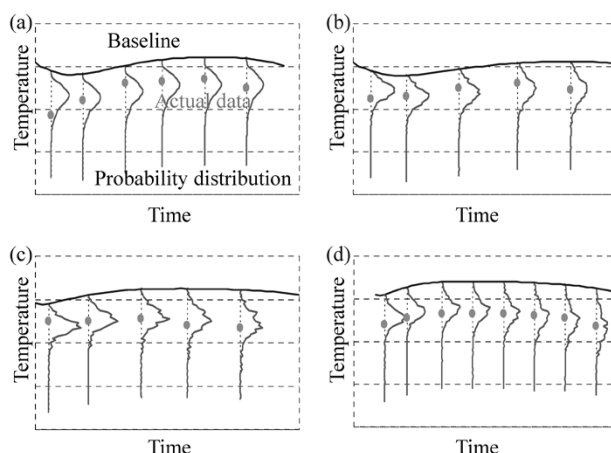 (a)
Baseline
Temperature
Actual data
Probability distribution
Time
(b)
Temperature
Time
(c)
Temperature
Time
(d)
Temperature
Time